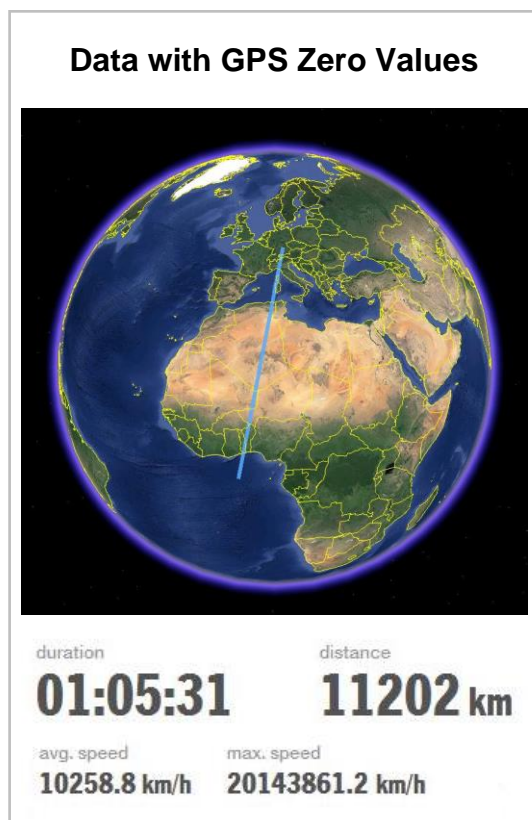 Data with GPS Zero Values
duration distance
01:05:31 11202 km
avg. speed max. speed
10258.8 km/h 20143861.2 km/h